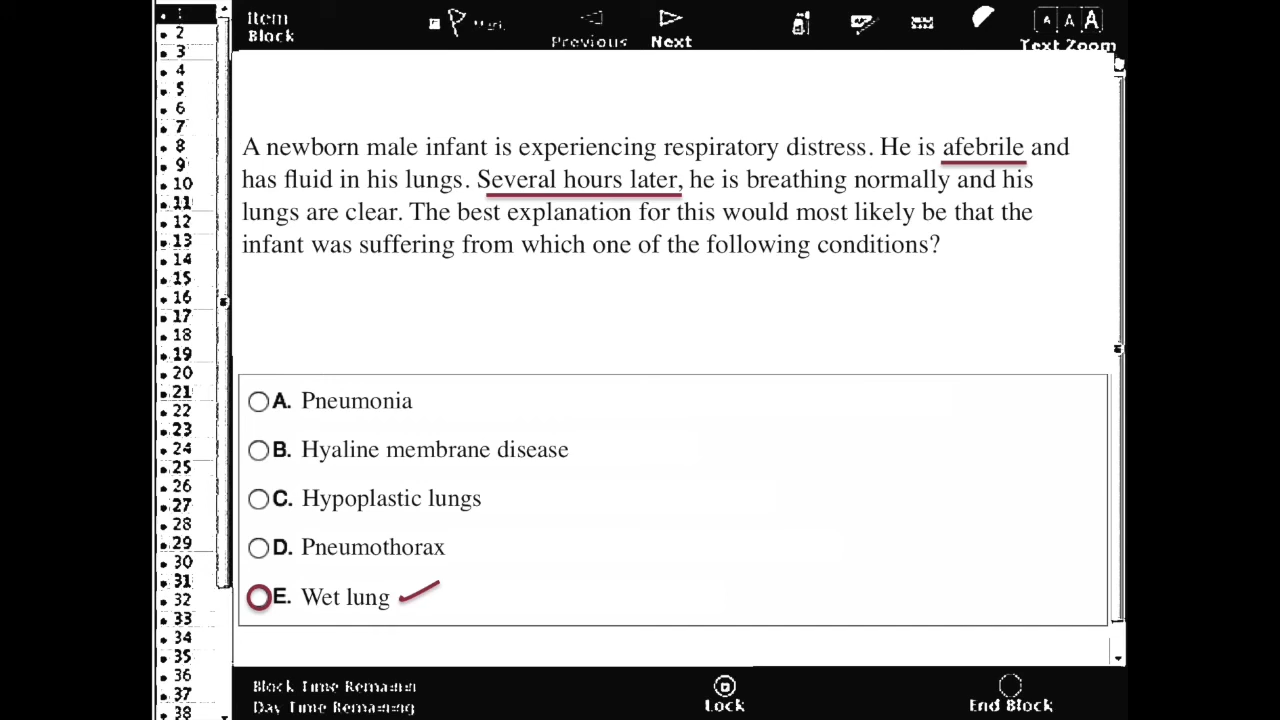 1
2
3
4
5
6
7
8
9
10
11
12
13
14
15
16
17
18
19
20
21
22
23
24
25
26
27
28
29
30
31
32
33
34
35
36
37
38
Item
Block
Mark
Previous
Next
A A A
Text Zoom
A newborn male infant is experiencing respiratory distress. He is afebrile and
has fluid in his lungs. Several hours later, he is breathing normally and his
lungs are clear. The best explanation for this would most likely be that the
infant was suffering from which one of the following conditions?
A. Pneumonia
B. Hyaline membrane disease
C. Hypoplastic lungs
D. Pneumothorax
E. Wet lung
Block Time Remainin
Day Time Remaining
Lock
End Block